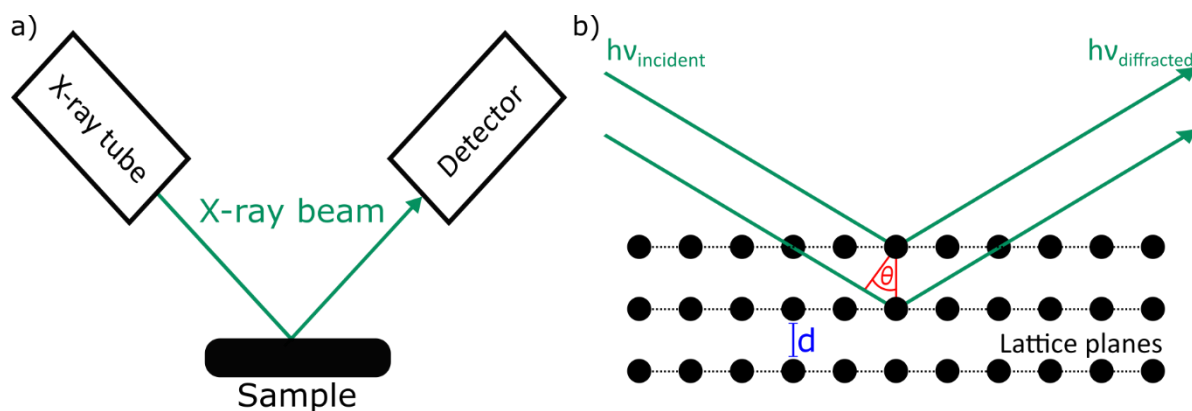 a)
X-ray tube
Detector
X-ray beam
Sample
b)
hνincident
hνdiffracted
θ
d
Lattice planes